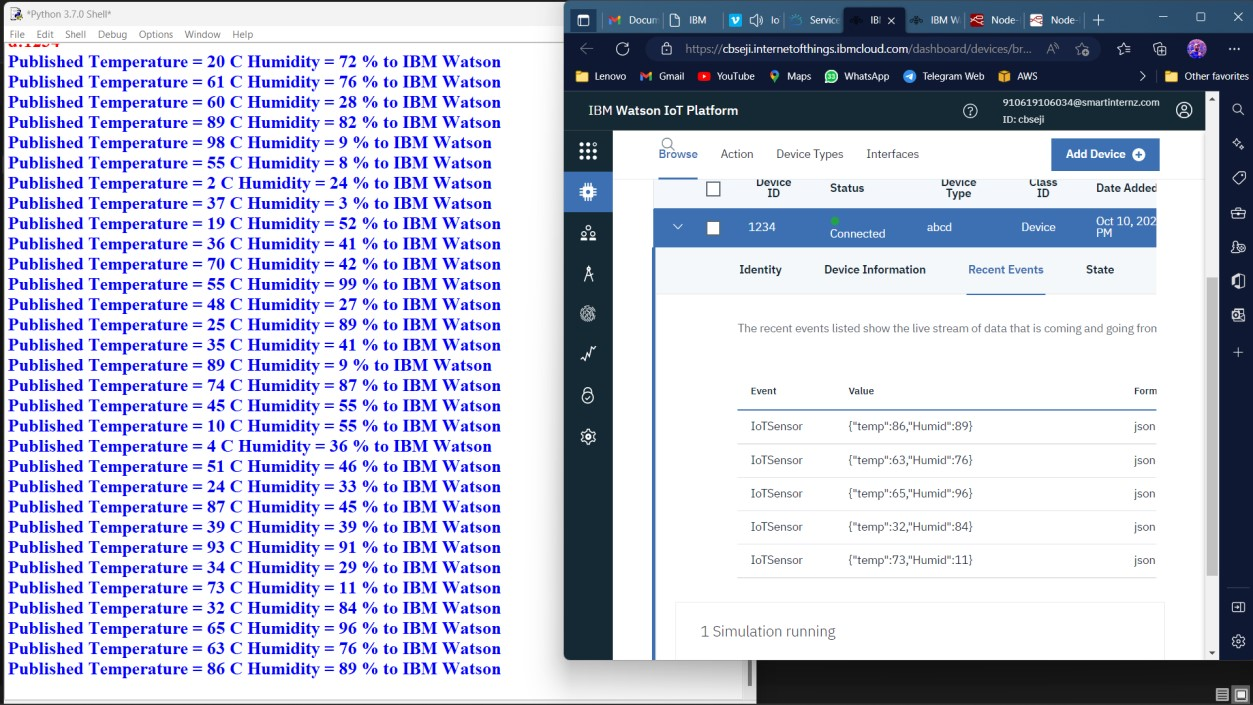 *Python 3.7.0 Shell*
File Edit Shell Debug Options Window Help
d:1234
Published Temperature = 20 C Humidity = 72 % to IBM Watson
Published Temperature = 61 C Humidity = 76 % to IBM Watson
Published Temperature = 60 C Humidity = 28 % to IBM Watson
Published Temperature = 89 C Humidity = 82 % to IBM Watson
Published Temperature = 98 C Humidity = 9 % to IBM Watson
Published Temperature = 55 C Humidity = 8 % to IBM Watson
Published Temperature = 2 C Humidity = 24 % to IBM Watson
Published Temperature = 37 C Humidity = 3 % to IBM Watson
Published Temperature = 19 C Humidity = 52 % to IBM Watson
Published Temperature = 36 C Humidity = 41 % to IBM Watson
Published Temperature = 70 C Humidity = 42 % to IBM Watson
Published Temperature = 55 C Humidity = 99 % to IBM Watson
Published Temperature = 48 C Humidity = 27 % to IBM Watson
Published Temperature = 25 C Humidity = 89 % to IBM Watson
Published Temperature = 35 C Humidity = 41 % to IBM Watson
Published Temperature = 89 C Humidity = 9 % to IBM Watson
Published Temperature = 74 C Humidity = 87 % to IBM Watson
Published Temperature = 45 C Humidity = 55 % to IBM Watson
Published Temperature = 10 C Humidity = 55 % to IBM Watson
Published Temperature = 4 C Humidity = 36 % to IBM Watson
Published Temperature = 51 C Humidity = 46 % to IBM Watson
Published Temperature = 24 C Humidity = 33 % to IBM Watson
Published Temperature = 87 C Humidity = 45 % to IBM Watson
Published Temperature = 39 C Humidity = 39 % to IBM Watson
Published Temperature = 93 C Humidity = 91 % to IBM Watson
Published Temperature = 34 C Humidity = 29 % to IBM Watson
Published Temperature = 73 C Humidity = 11 % to IBM Watson
Published Temperature = 32 C Humidity = 84 % to IBM Watson
Published Temperature = 65 C Humidity = 96 % to IBM Watson
Published Temperature = 63 C Humidity = 76 % to IBM Watson
Published Temperature = 86 C Humidity = 89 % to IBM Watson
Docum IBM Io Service IBI IBM W Node- Node-
https://cbseji.internetofthings.ibmcloud.com/dashboard/devices/br...
Lenovo Gmail YouTube Maps WhatsApp Telegram Web AWS Other favorites
IBM Watson IoT Platform
910619106034@smartinternz.com
ID: cbseji
Browse Action Device Types Interfaces Add Device
Device ID Status Device Type Class ID Date Added
1234 Connected abcd Device Oct 10, 202
PM
Identity Device Information Recent Events State
The recent events listed show the live stream of data that is coming and going fron
Event Value Form
IoTSensor {"temp":86,"Humid":89} json
IoTSensor {"temp":63,"Humid":76} json
IoTSensor {"temp":65,"Humid":96} json
IoTSensor {"temp":32,"Humid":84} json
IoTSensor {"temp":73,"Humid":11} json
1 Simulation running